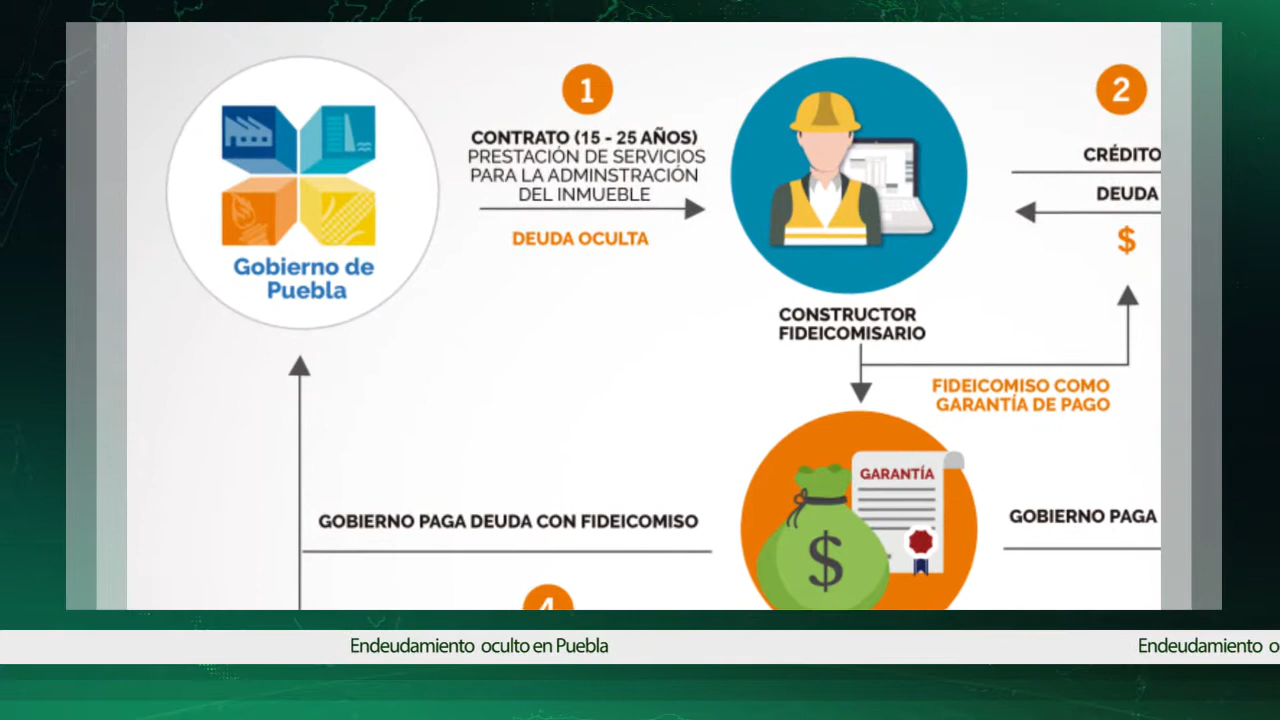 1
CONTRATO (15 - 25 AÑOS)
PRESTACIÓN DE SERVICIOS
PARA LA ADMINSTRACIÓN
DEL INMUEBLE
DEUDA OCULTA
Gobierno de
Puebla
2
CRÉDITO
DEUDA
$
CONSTRUCTOR
FIDEICOMISARIO
FIDEICOMISO COMO
GARANTÍA DE PAGO
GARANTÍA
$
GOBIERNO PAGA DEUDA CON FIDEICOMISO
GOBIERNO PAGA
4
Endeudamiento oculto en Puebla
Endeudamiento o